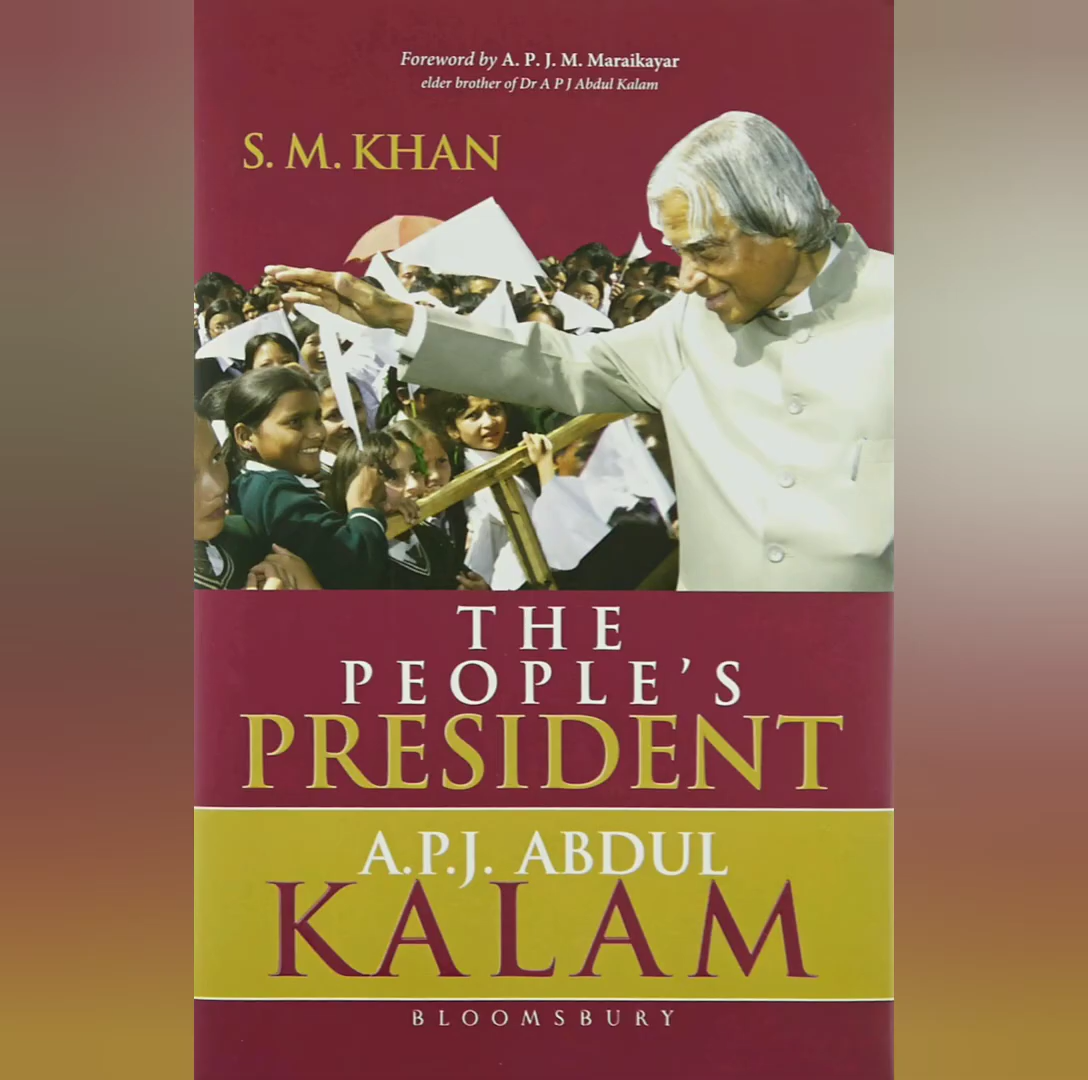 Foreword by A. P. J. M. Maraikayar
elder brother of Dr A P J Abdul Kalam
S. M. KHAN
THE
PEOPLE'S
PRESIDENT
A.P.J. ABDUL
KALAM
BLOOMSBURY